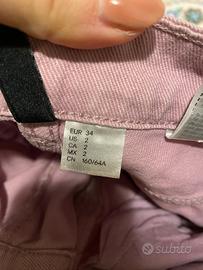 EUR 34
US 2
CA 2
MX 2
CN 160/64A
subito